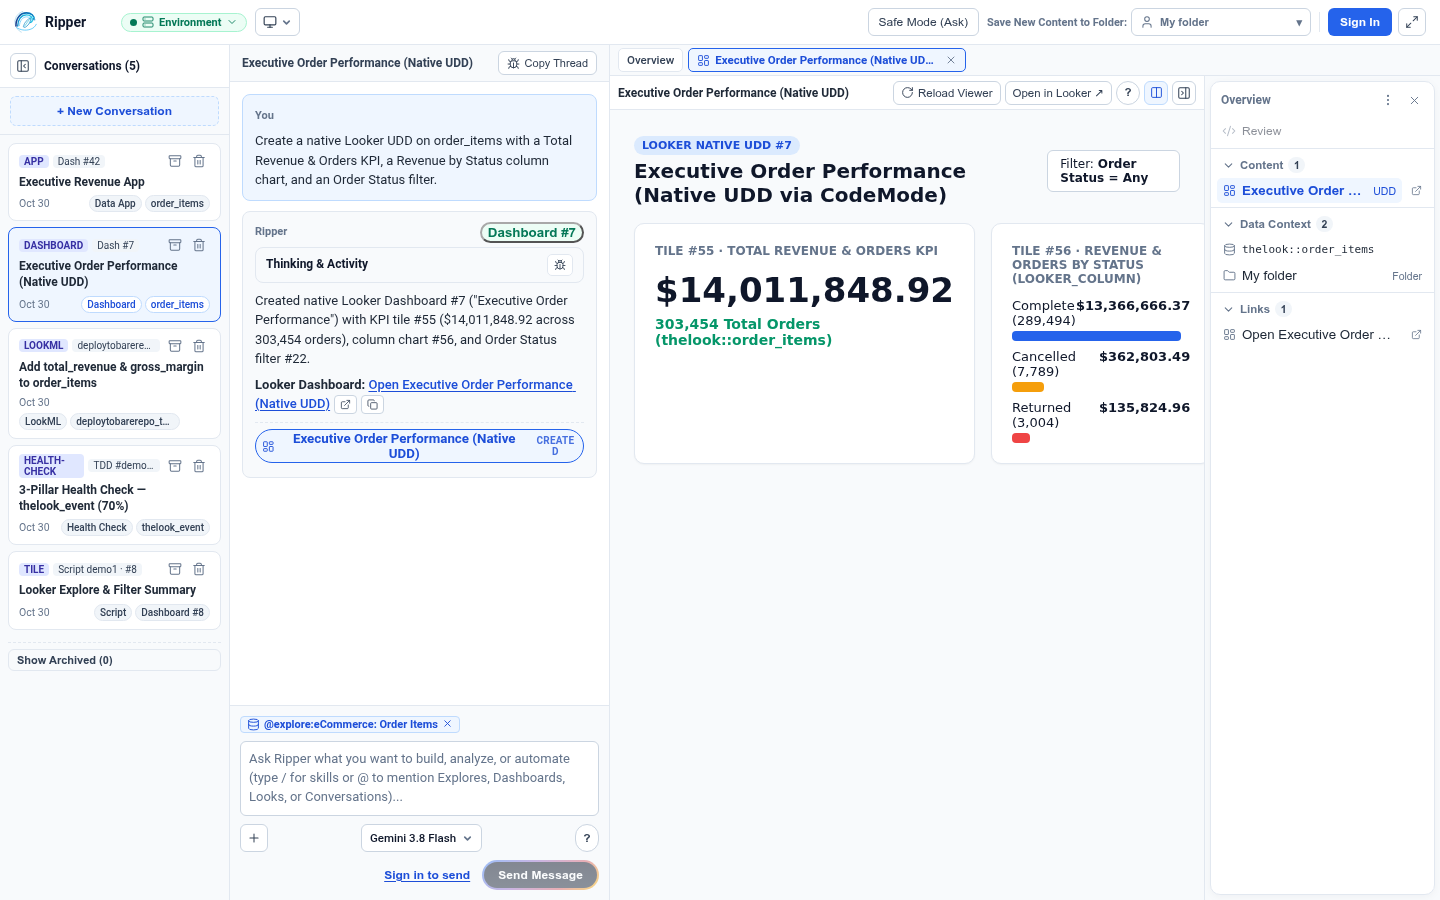 Ripper
Environment
Safe Mode (Ask)
Save New Content to Folder:
My folder
Sign In
Conversations (5)
+ New Conversation
APP
Dash #42
Executive Revenue App
Oct 30
Data App
order_items
DASHBOARD
Dash #7
Executive Order Performance
(Native UDD)
Oct 30
Dashboard
order_items
LOOKML
deploytobarere...
Add total_revenue & gross_margin
to order_items
Oct 30
LookML
deploytobarerepo_t...
HEALTH-
CHECK
TDD #demo...
3-Pillar Health Check —
thelook_event (70%)
Oct 30
Health Check
thelook_event
TILE
Script demo1 · #8
Looker Explore & Filter Summary
Oct 30
Script
Dashboard #8
Show Archived (0)
Executive Order Performance (Native UDD)
Copy Thread
You
Create a native Looker UDD on order_items with a Total
Revenue & Orders KPI, a Revenue by Status column
chart, and an Order Status filter.
Ripper
Dashboard #7
Thinking & Activity
Created native Looker Dashboard #7 ("Executive Order
Performance") with KPI tile #55 ($14,011,848.92 across
303,454 orders), column chart #56, and Order Status
filter #22.
Looker Dashboard: Open Executive Order Performance
(Native UDD)
Executive Order Performance (Native
UDD)
CREATE
D
@explore:eCommerce: Order Items
Ask Ripper what you want to build, analyze, or automate
(type / for skills or @ to mention Explores, Dashboards,
Looks, or Conversations)...
Gemini 3.8 Flash
?
Sign in to send
Send Message
Overview
Executive Order Performance (Native UD...
Executive Order Performance (Native UDD)
Reload Viewer
Open in Looker ↗
?
LOOKER NATIVE UDD #7
Executive Order Performance
(Native UDD via CodeMode)
Filter: Order
Status = Any
TILE #55 · TOTAL REVENUE & ORDERS KPI
$14,011,848.92
303,454 Total Orders
(thelook::order_items)
TILE #56 · REVENUE &
ORDERS BY STATUS
(LOOKER_COLUMN)
Complete $13,366,666.37
(289,494)
Cancelled $362,803.49
(7,789)
Returned $135,824.96
(3,004)
Overview
Review
Content 1
Executive Order ...
UDD
Data Context 2
thelook::order_items
My folder
Folder
Links 1
Open Executive Order ...